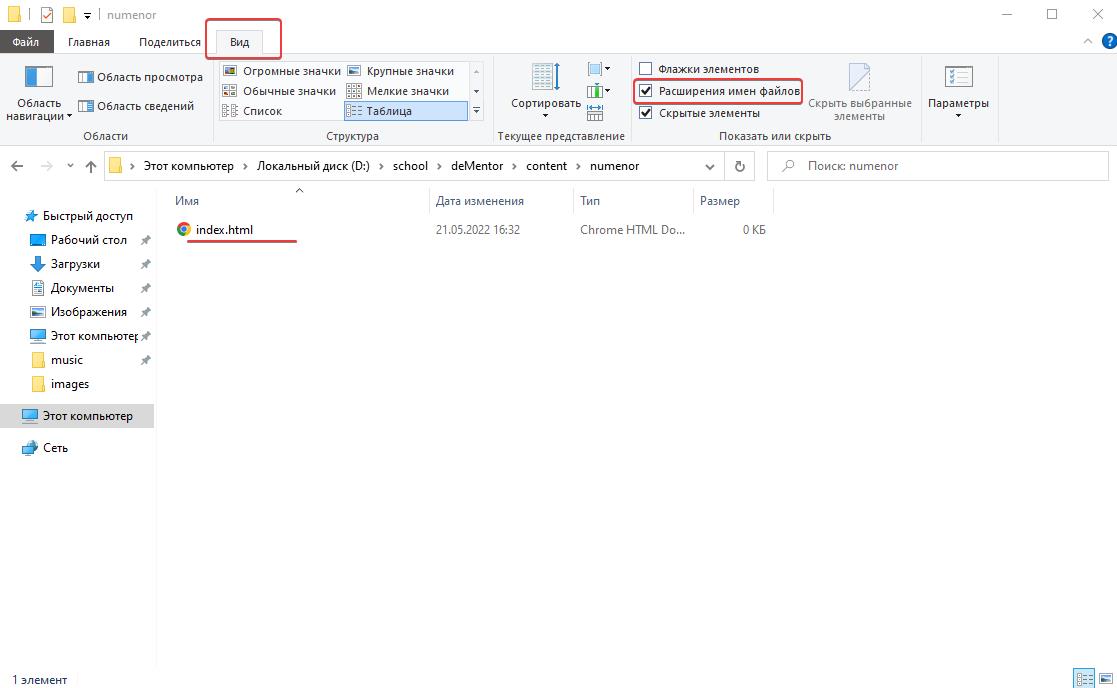 numenor
Файл Главная Поделиться Вид
Область навигации
Область просмотра
Область сведений
Области
Огромные значки Крупные значки
Обычные значки Мелкие значки
Список Таблица
Структура
Сортировать
Текущее представление
Флажки элементов
Расширения имен файлов
Скрытые элементы
Скрыть выбранные элементы
Показать или скрыть
Параметры
Этот компьютер Локальный диск (D:) school deMentor content numenor
Поиск: numenor
Имя Дата изменения Тип Размер
index.html 21.05.2022 16:32 Chrome HTML Do... 0 КБ
Быстрый доступ
Рабочий стол
Загрузки
Документы
Изображения
Этот компьютер
music
images
Этот компьютер
Сеть
1 элемент